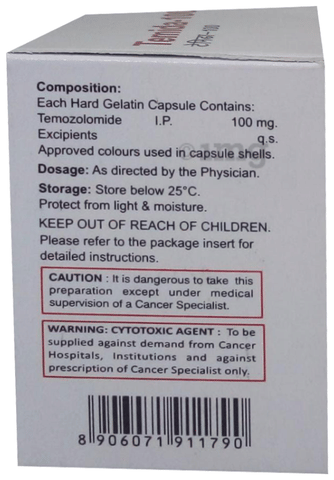 Composition:
Each Hard Gelatin Capsule Contains:
Temozolomide I.P. 100 mg.
Excipients q.s.
Approved colours used in capsule shells.
Dosage: As directed by the Physician.
Storage: Store below 25°C.
Protect from light & moisture.
KEEP OUT OF REACH OF CHILDREN.
Please refer to the package insert for
detailed instructions.
CAUTION : It is dangerous to take this
preparation except under medical
supervision of a Cancer Specialist.
WARNING: CYTOTOXIC AGENT : To be
supplied against demand from Cancer
Hospitals, Institutions and against
prescription of Cancer Specialist only.
8 906071 911790